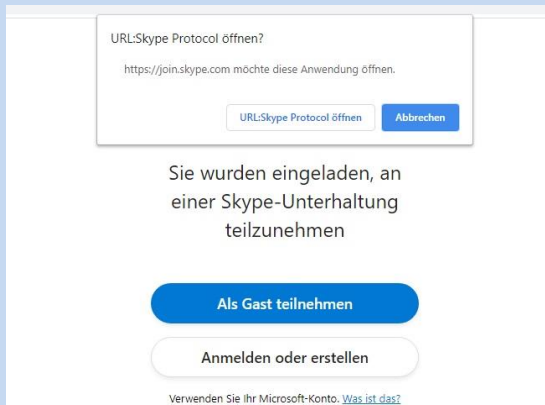 URL:Skype Protocol öffnen?
https://join.skype.com möchte diese Anwendung öffnen.
URL:Skype Protocol öffnen Abbrechen
Sie wurden eingeladen, an
einer Skype-Unterhaltung
teilzunehmen
Als Gast teilnehmen
Anmelden oder erstellen
Verwenden Sie Ihr Microsoft-Konto. Was ist das?